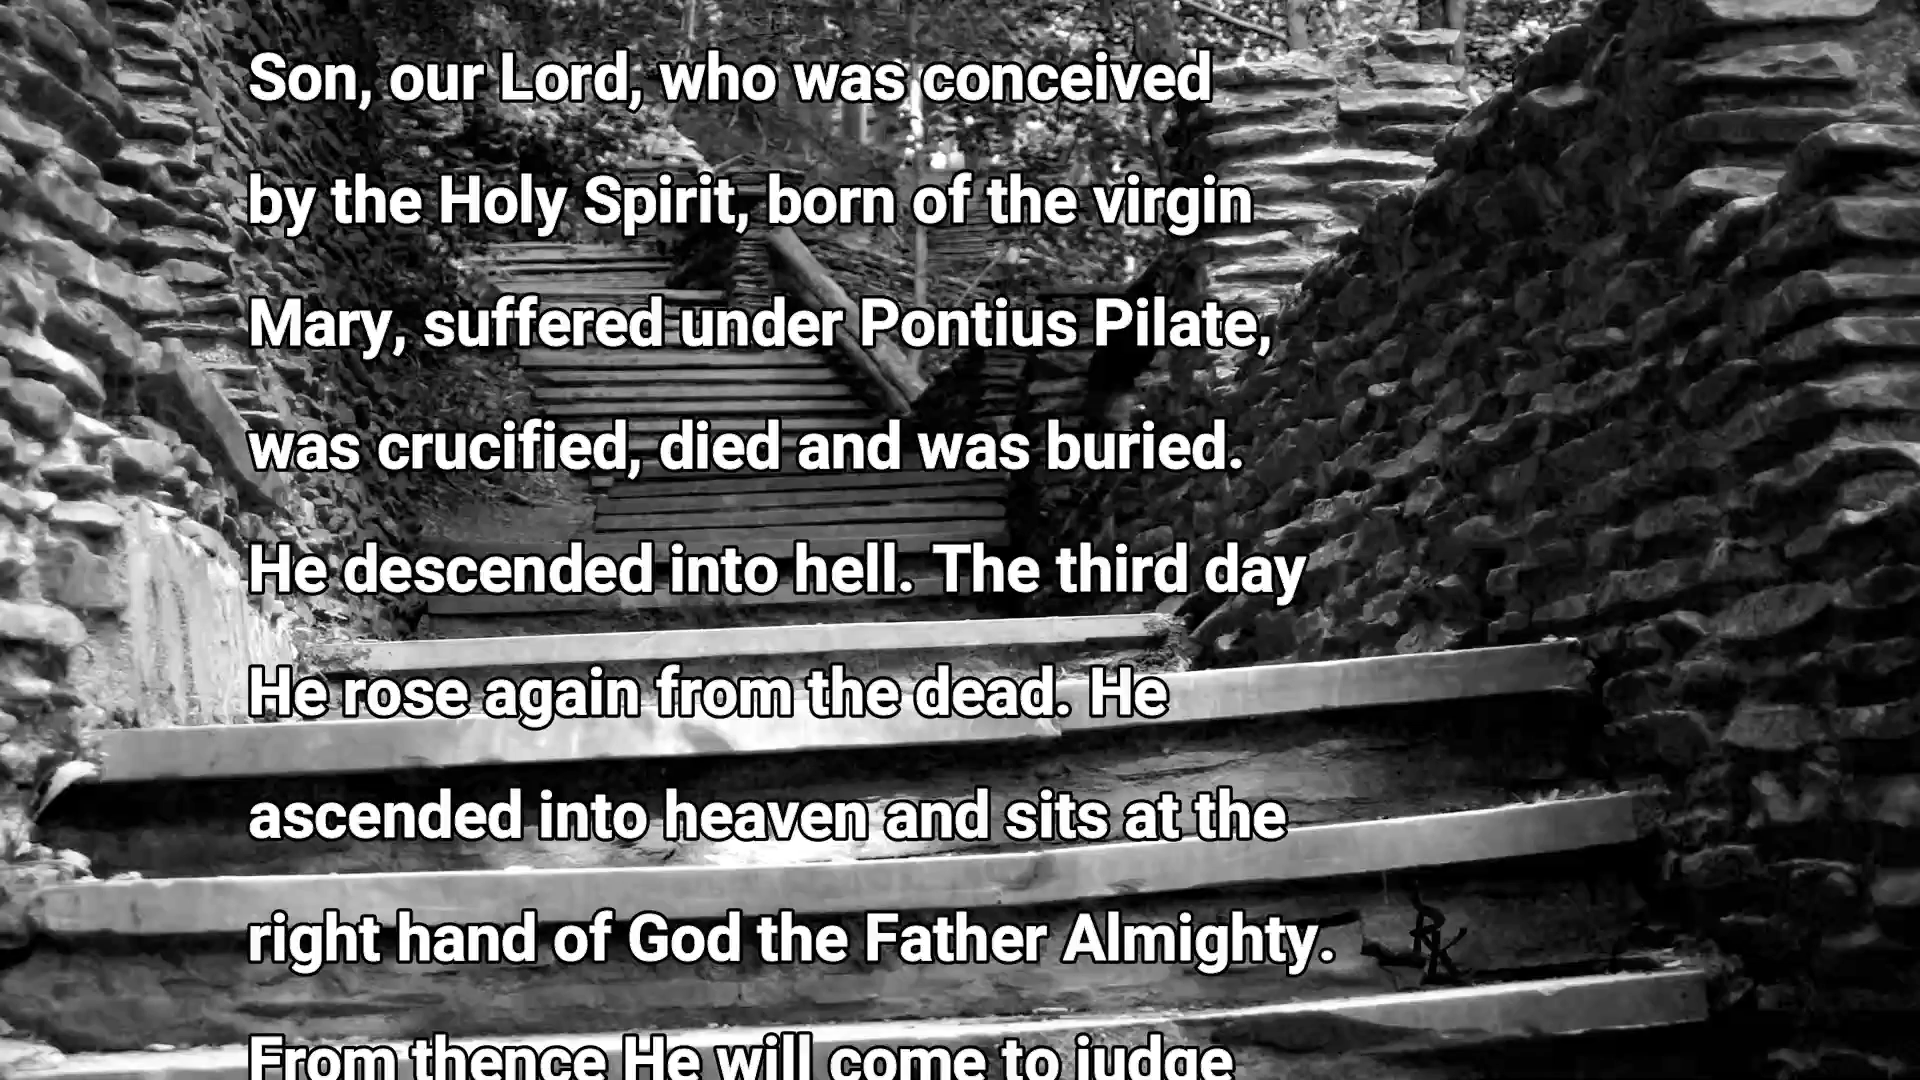 Son, our Lord, who was conceived
by the Holy Spirit, born of the virgin
Mary, suffered under Pontius Pilate,
was crucified, died and was buried.
He descended into hell. The third day
He rose again from the dead. He
ascended into heaven and sits at the
right hand of God the Father Almighty.
From thence He will come to judge